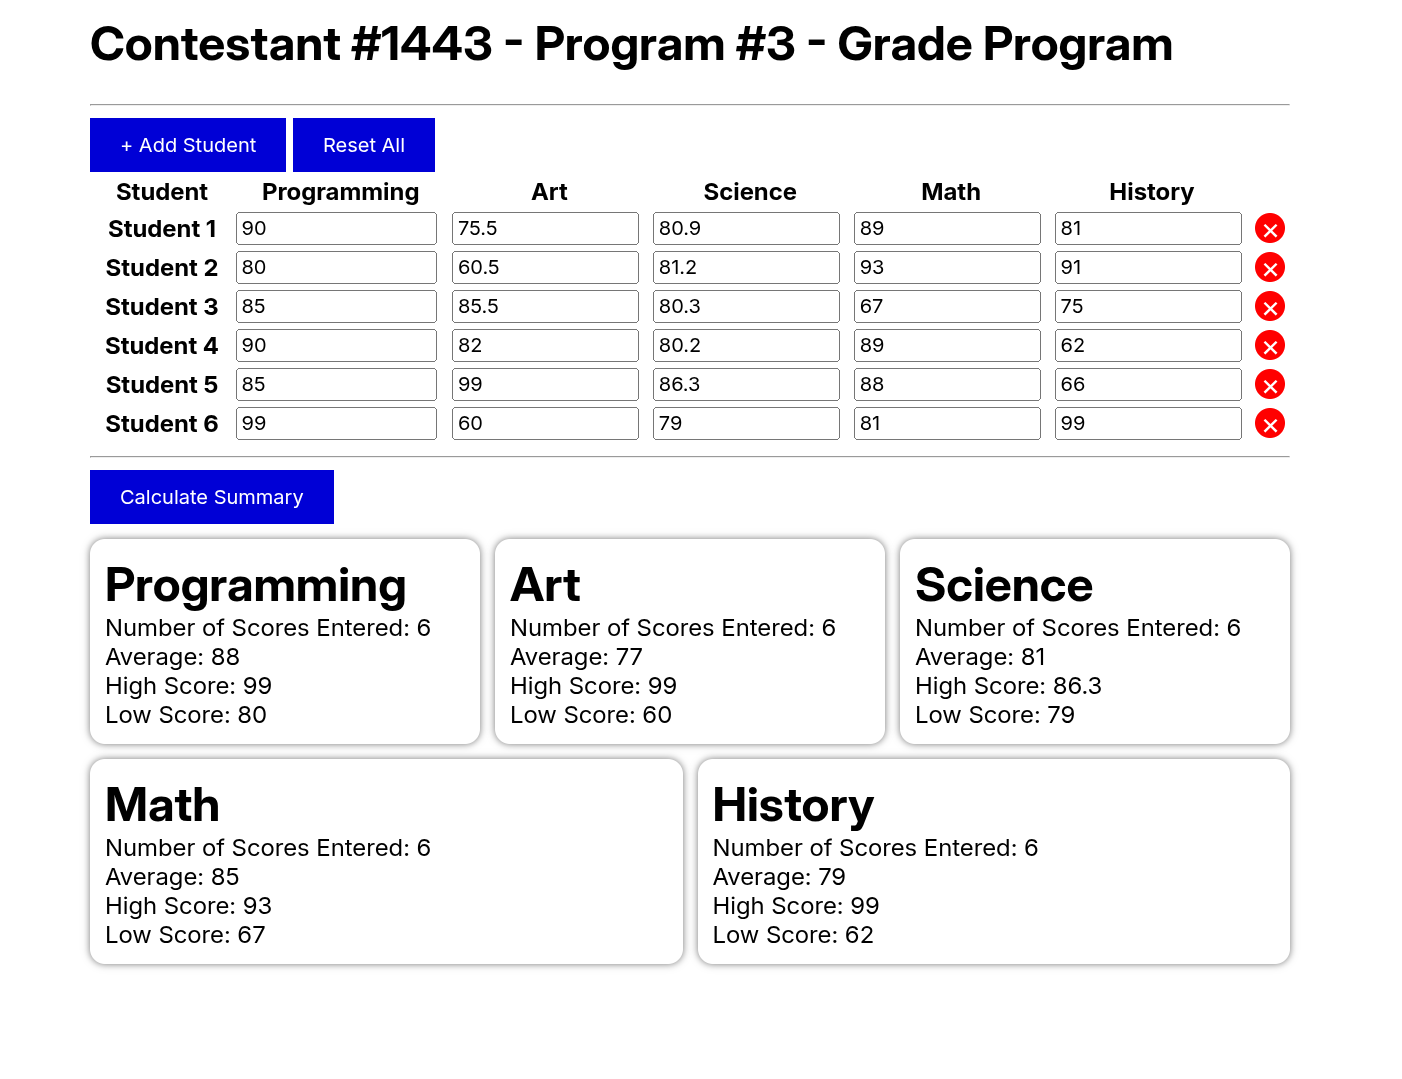 Contestant #1443 - Program #3 - Grade Program
+ Add Student Reset All
Student Programming Art Science Math History
Student 1 90 75.5 80.9 89 81
Student 2 80 60.5 81.2 93 91
Student 3 85 85.5 80.3 67 75
Student 4 90 82 80.2 89 62
Student 5 85 99 86.3 88 66
Student 6 99 60 79 81 99
Calculate Summary
Programming
Number of Scores Entered: 6
Average: 88
High Score: 99
Low Score: 80
Art
Number of Scores Entered: 6
Average: 77
High Score: 99
Low Score: 60
Science
Number of Scores Entered: 6
Average: 81
High Score: 86.3
Low Score: 79
Math
Number of Scores Entered: 6
Average: 85
High Score: 93
Low Score: 67
History
Number of Scores Entered: 6
Average: 79
High Score: 99
Low Score: 62